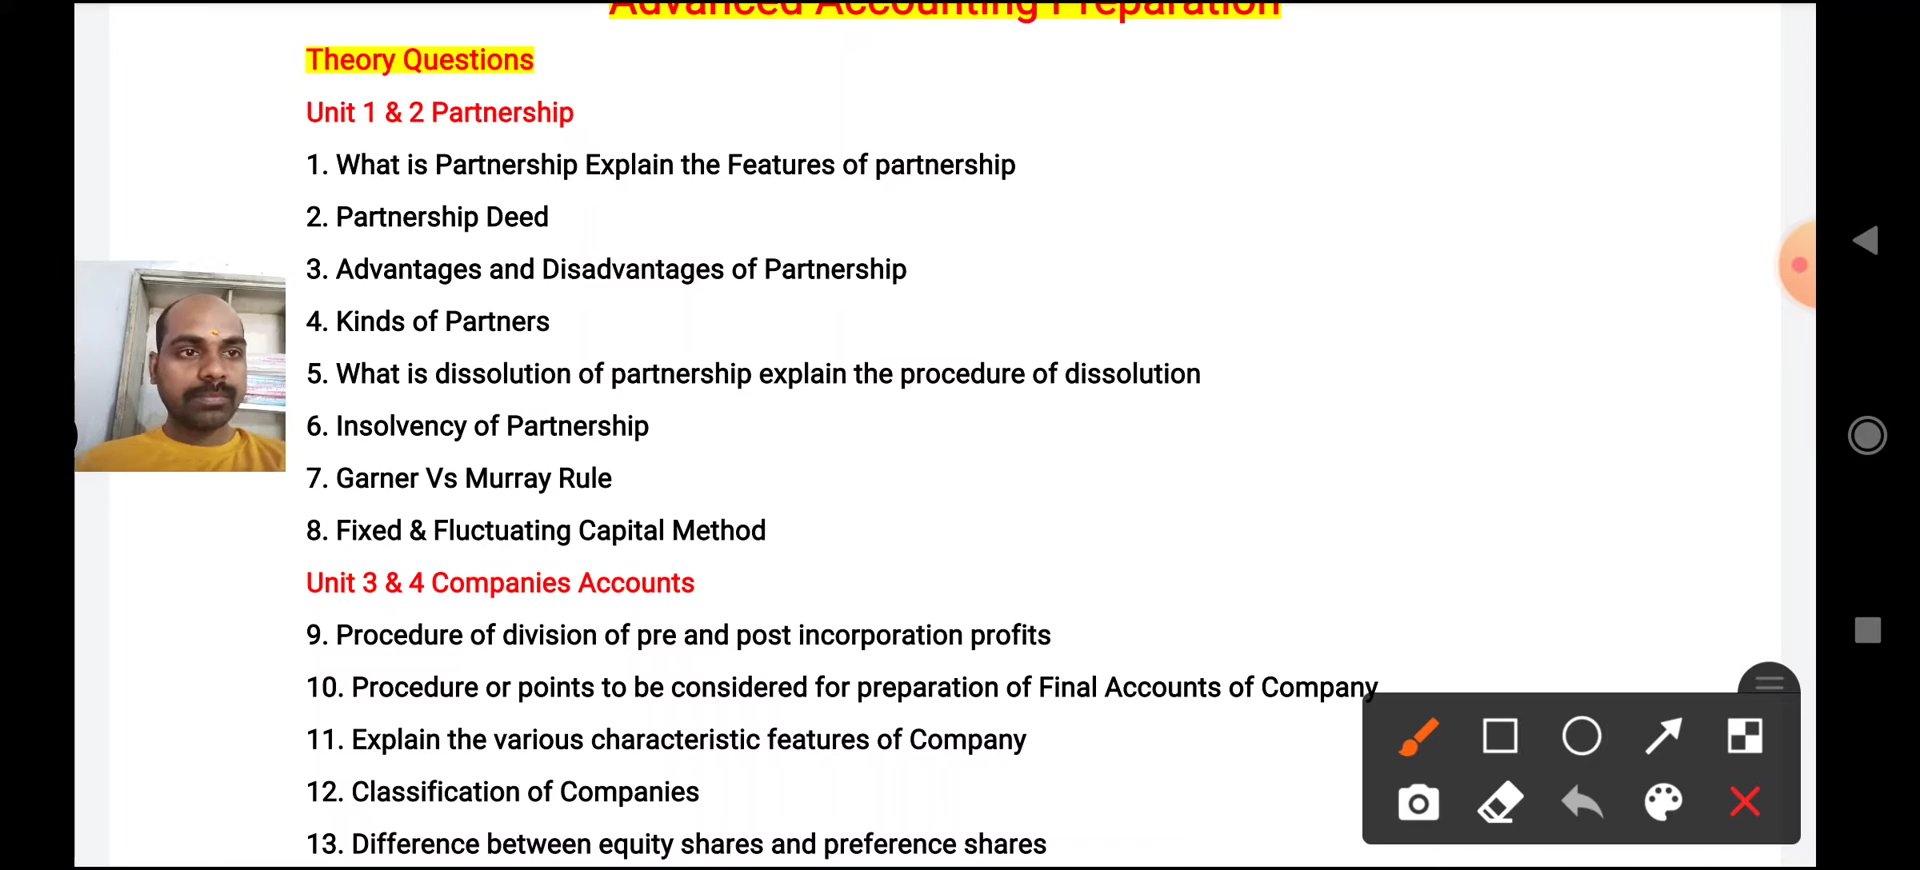 Advanced Accounting Preparation
Theory Questions
Unit 1 & 2 Partnership
1. What is Partnership Explain the Features of partnership
2. Partnership Deed
3. Advantages and Disadvantages of Partnership
4. Kinds of Partners
5. What is dissolution of partnership explain the procedure of dissolution
6. Insolvency of Partnership
7. Garner Vs Murray Rule
8. Fixed & Fluctuating Capital Method
Unit 3 & 4 Companies Accounts
9. Procedure of division of pre and post incorporation profits
10. Procedure or points to be considered for preparation of Final Accounts of Company
11. Explain the various characteristic features of Company
12. Classification of Companies
13. Difference between equity shares and preference shares